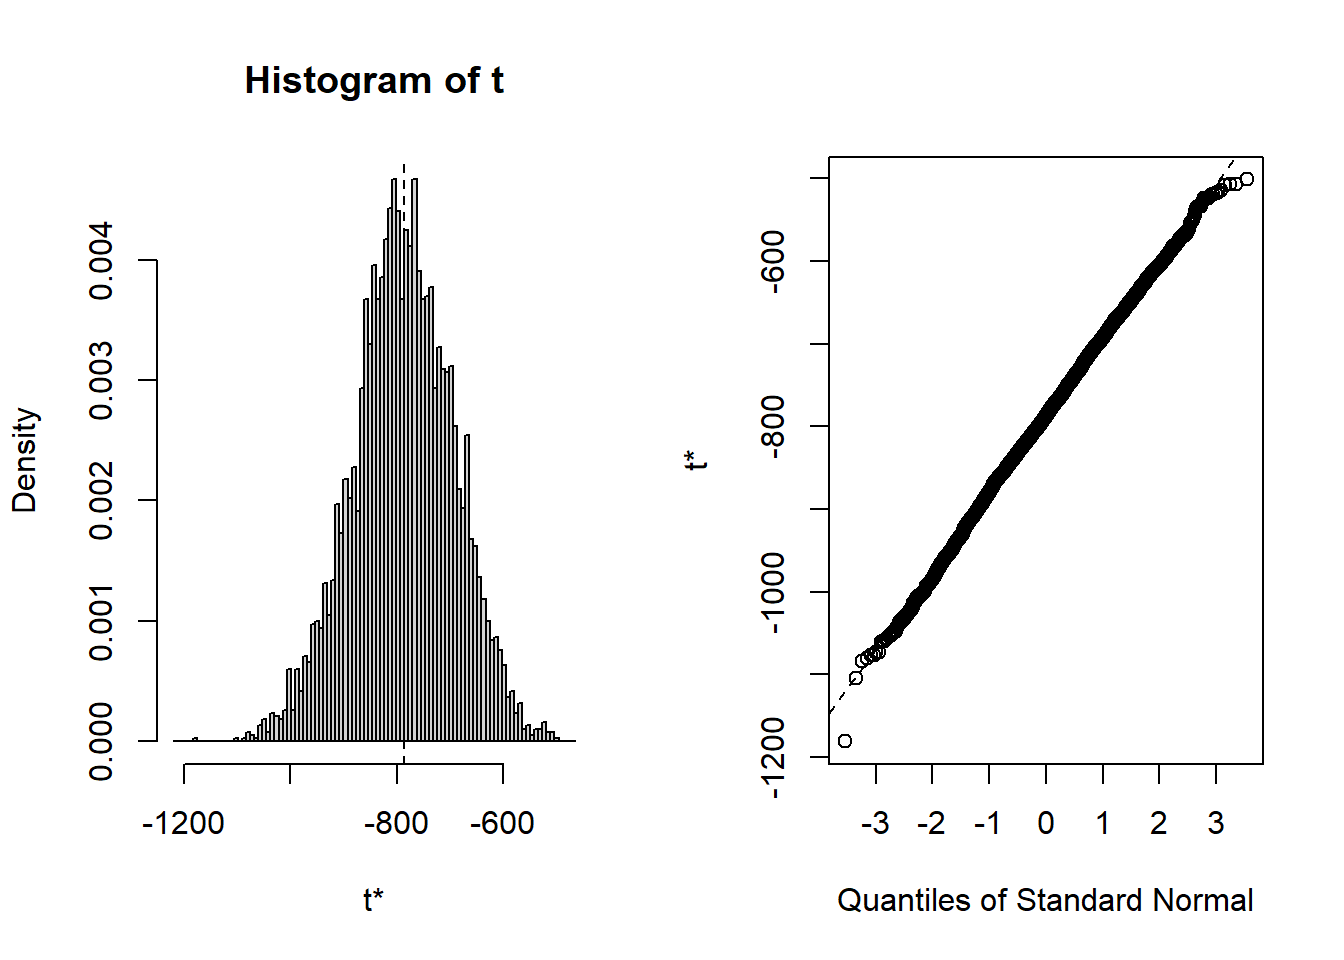 Histogram of t
Density
0.000 0.001 0.002 0.003 0.004
-1200 -800 -600
t*
t*
-1200 -1000 -800 -600
-3 -2 -1 0 1 2 3
Quantiles of Standard Normal